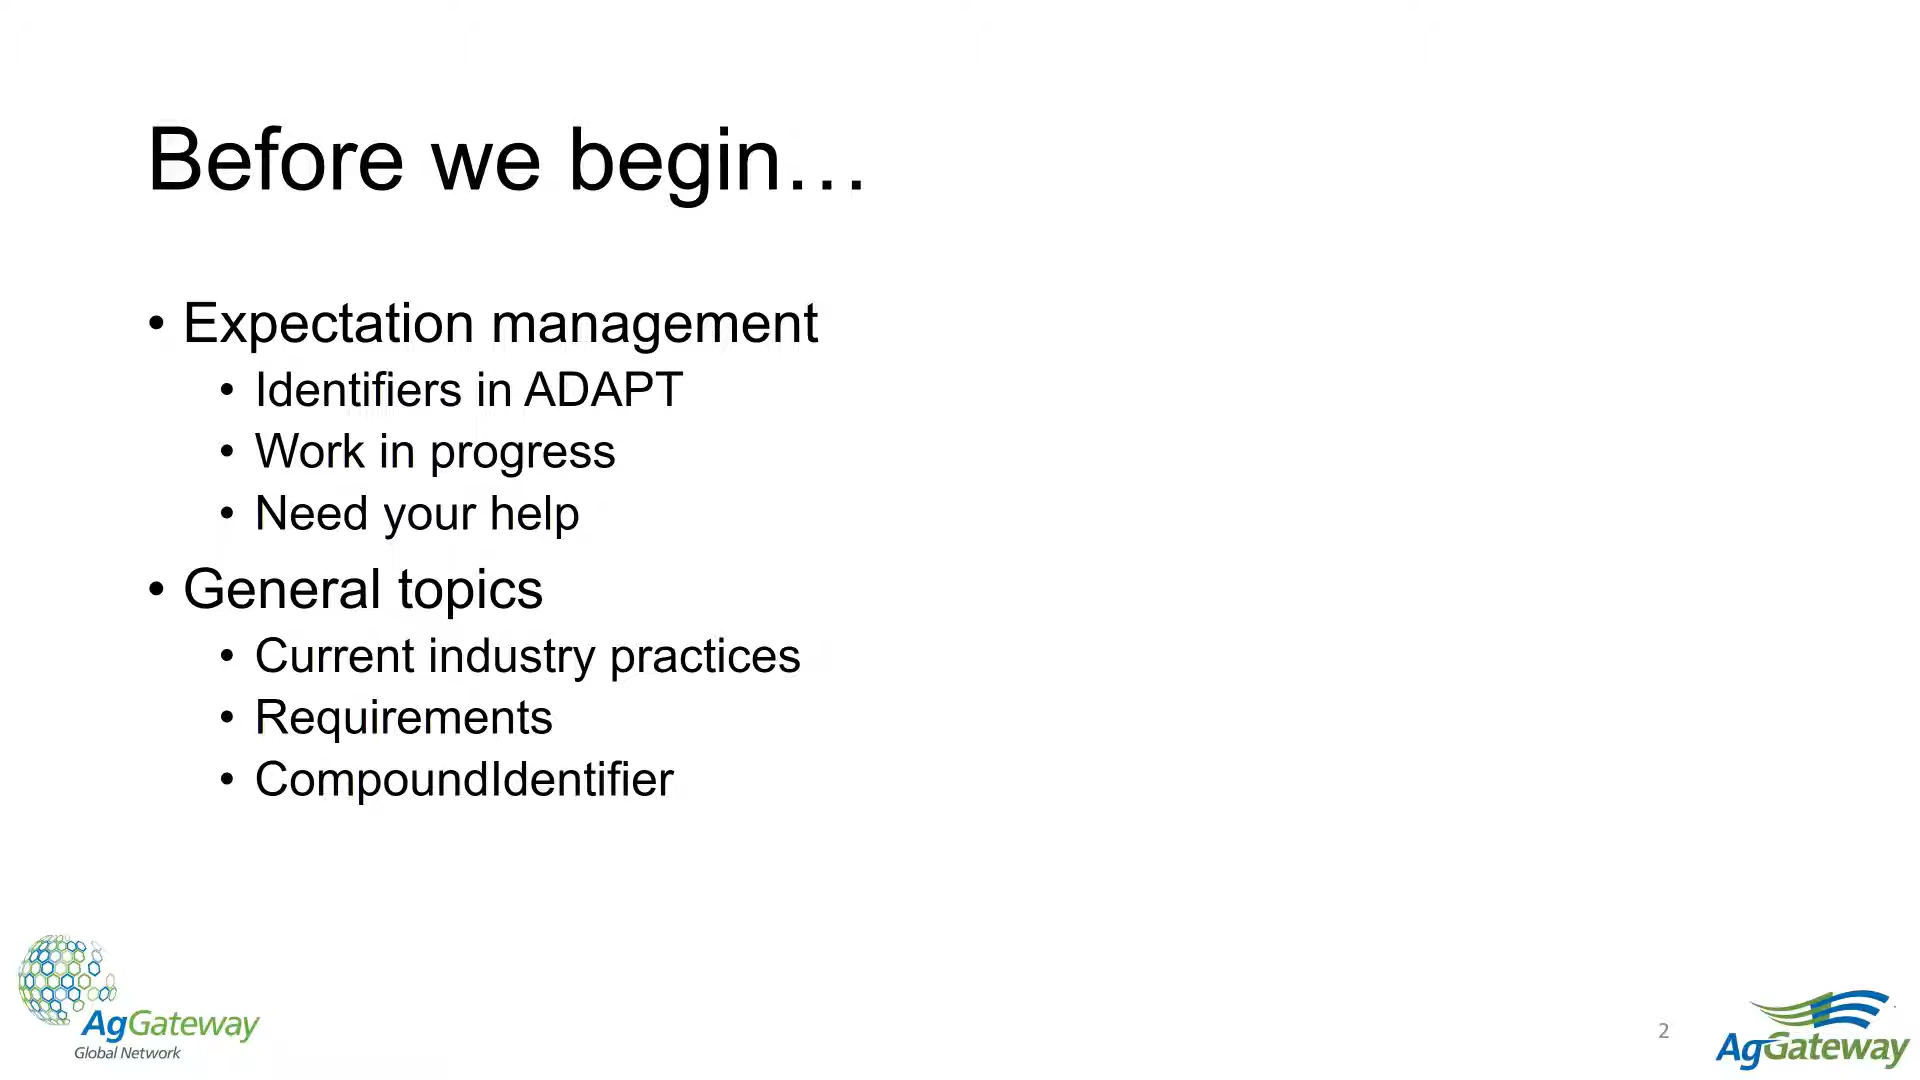 Before we begin…
• Expectation management
• Identifiers in ADAPT
• Work in progress
• Need your help
• General topics
• Current industry practices
• Requirements
• CompoundIdentifier
AgGateway
Global Network
2
AgGateway